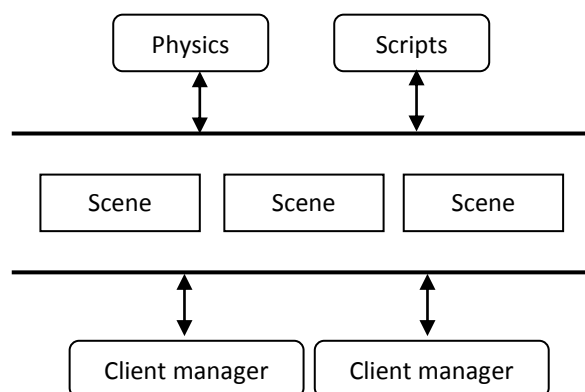 Physics
Scripts
Scene
Scene
Scene
Client manager
Client manager